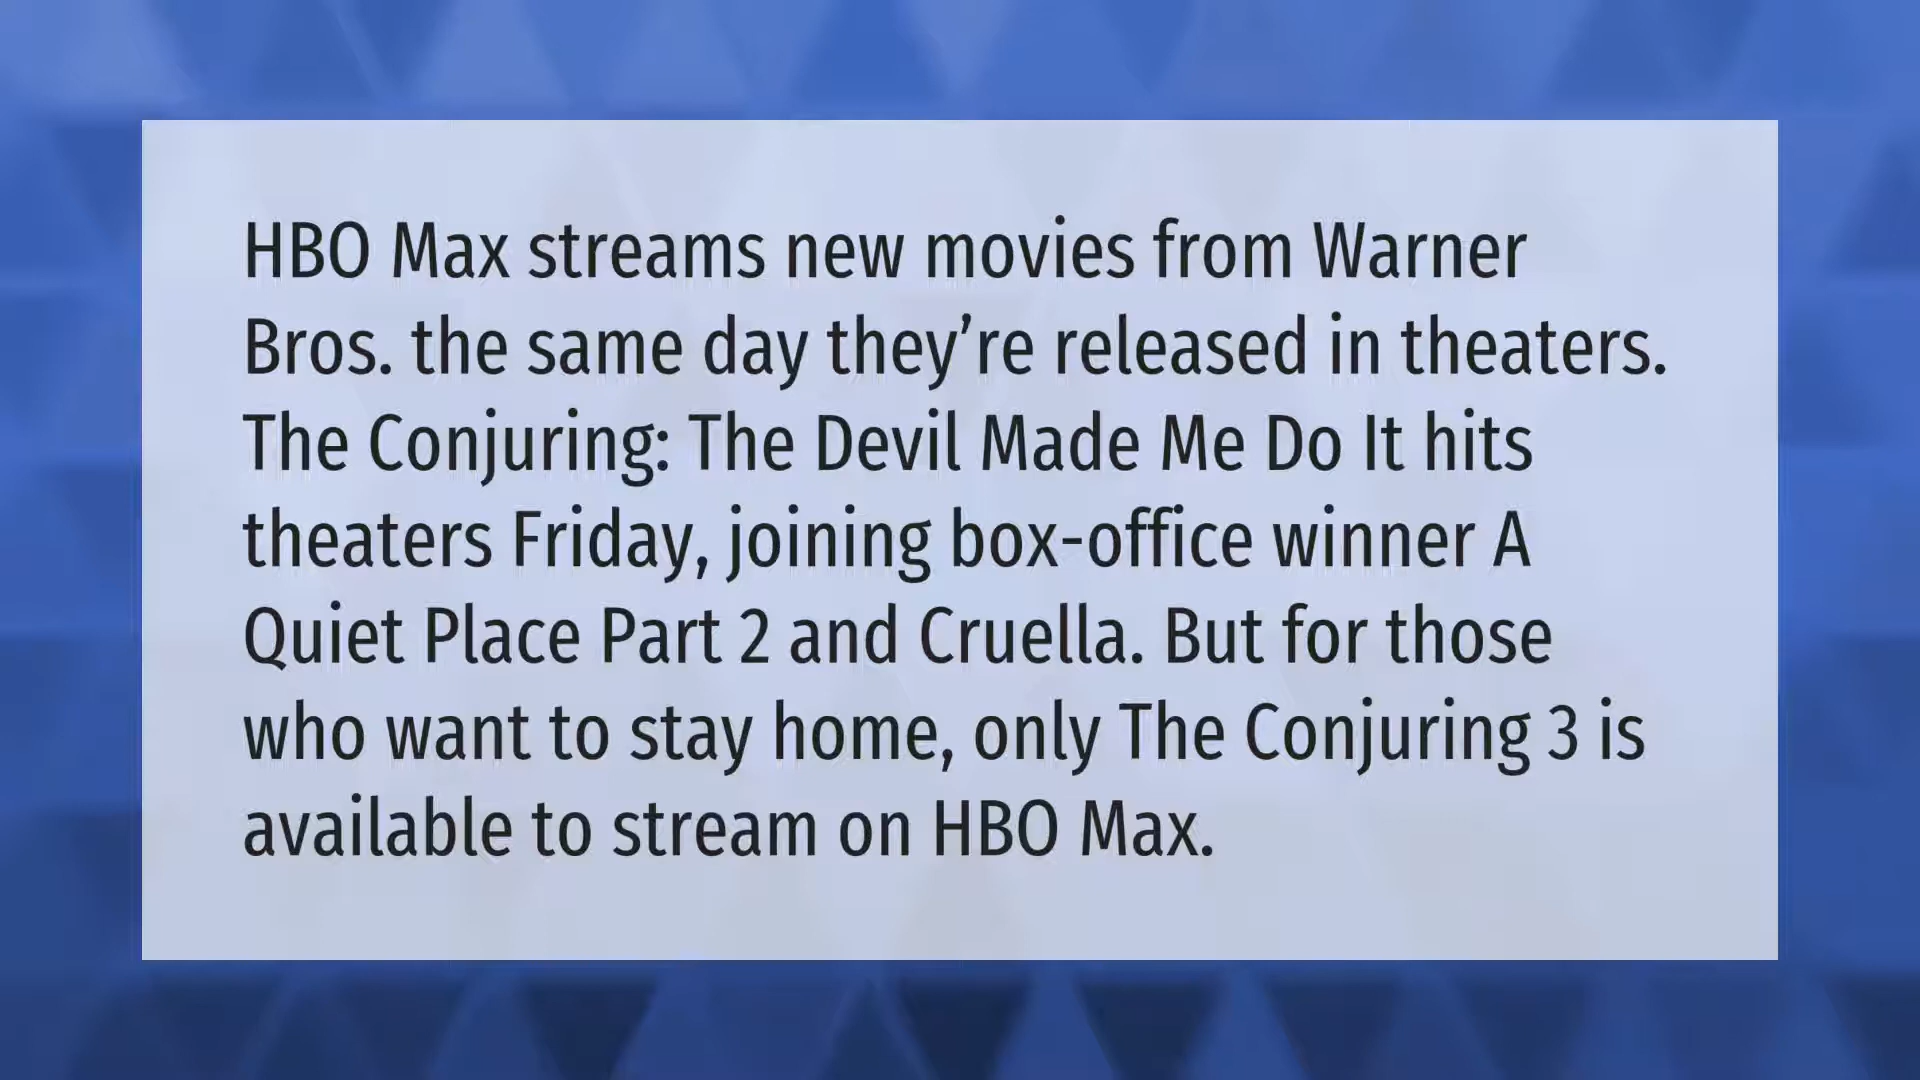 HBO Max streams new movies from Warner
Bros. the same day they’re released in theaters.
The Conjuring: The Devil Made Me Do It hits
theaters Friday, joining box-office winner A
Quiet Place Part 2 and Cruella. But for those
who want to stay home, only The Conjuring 3 is
available to stream on HBO Max.